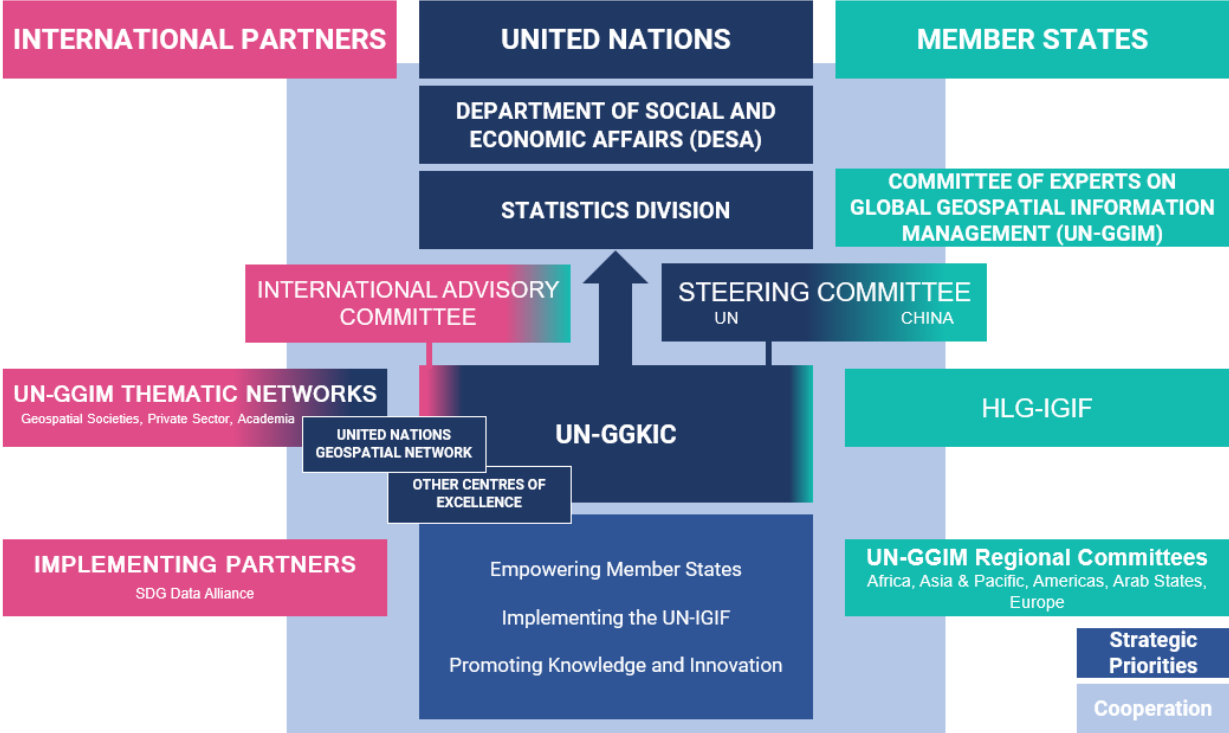 INTERNATIONAL PARTNERS
UNITED NATIONS
MEMBER STATES
DEPARTMENT OF SOCIAL AND
ECONOMIC AFFAIRS (DESA)
STATISTICS DIVISION
COMMITTEE OF EXPERTS ON
GLOBAL GEOSPATIAL INFORMATION
MANAGEMENT (UN-GGIM)
INTERNATIONAL ADVISORY
COMMITTEE
STEERING COMMITTEE
UN CHINA
UN-GGIM THEMATIC NETWORKS
Geospatial Societies, Private Sector, Academia
UNITED NATIONS
GEOSPATIAL NETWORK
OTHER CENTRES OF
EXCELLENCE
UN-GGKIC
HLG-IGIF
IMPLEMENTING PARTNERS
SDG Data Alliance
Empowering Member States
Implementing the UN-IGIF
Promoting Knowledge and Innovation
UN-GGIM Regional Committees
Africa, Asia & Pacific, Americas, Arab States,
Europe
Strategic
Priorities
Cooperation